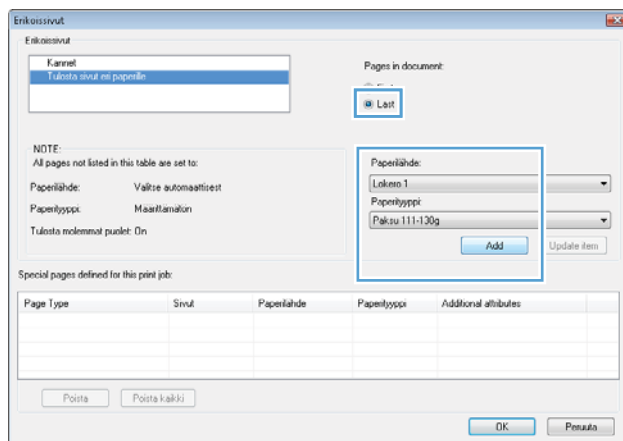 Erikoissivut
Erikoissivut
Kannet
Tulosta sivut eri paperille
Pages in document:
Last
NOTE:
All pages not listed in this table are set to:
Paperilähde: Valitse automaattisesti
Paperityyppi: Määrittämätön
Tulosta molemmat puolet: On
Paperilähde:
Lokero 1
Paperityyppi:
Paksu 111-130g
Add Update item
Special pages defined for this print job:
Page Type Sivut Paperilähde Paperityyppi Additional attributes
Poista Poista kaikki
OK Peruuta